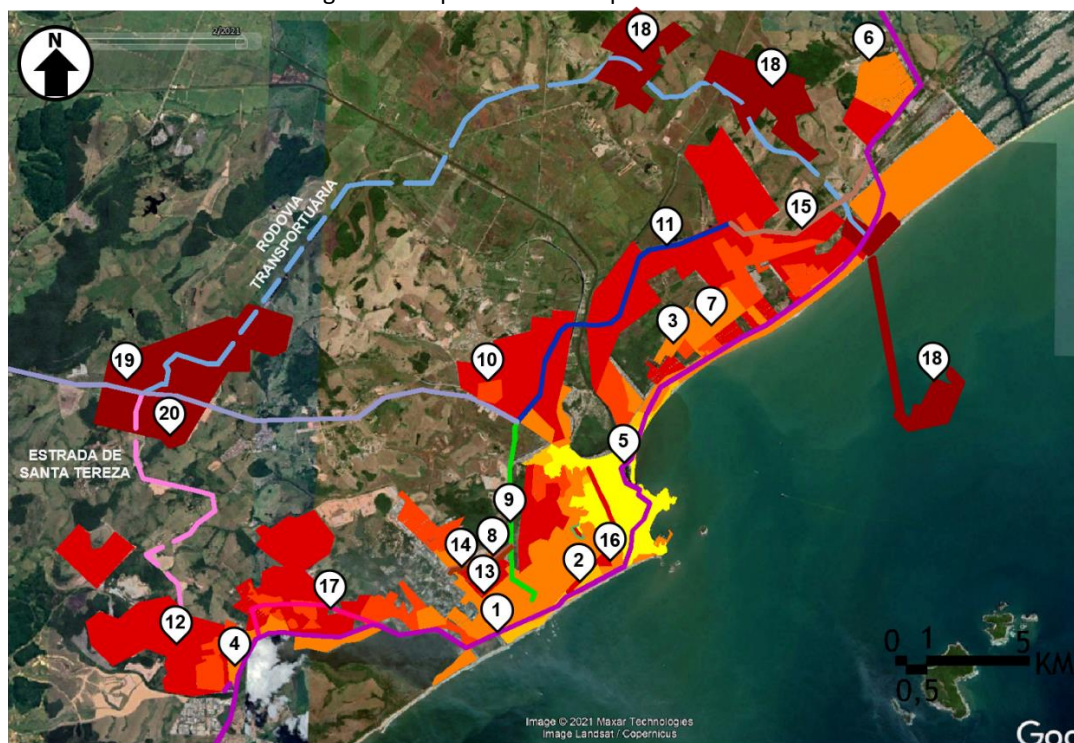 N
2/2021
18
18
6
15
11
RODOVIA
TRANSPORTUÁRIA
3
7
19
10
18
20
ESTRADA DE
SANTA TEREZA
5
9
14
8
16
13
2
17
1
12
4
0 1 5
KM
0,5
Image © 2021 Maxar Technologies
Image Landsat / Copernicus
Goo